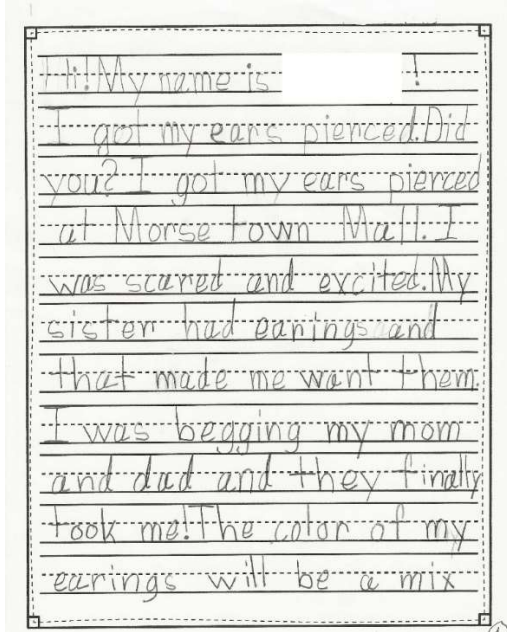 Hi! My name is !
I got my ears pierced. Did
you? I got my ears pierced
at Morse town Mall. I
was scared and excited. My
sister had earings and
that made me want them.
I was begging my mom
and dad and they finally
took me! The color of my
earings will be a mix